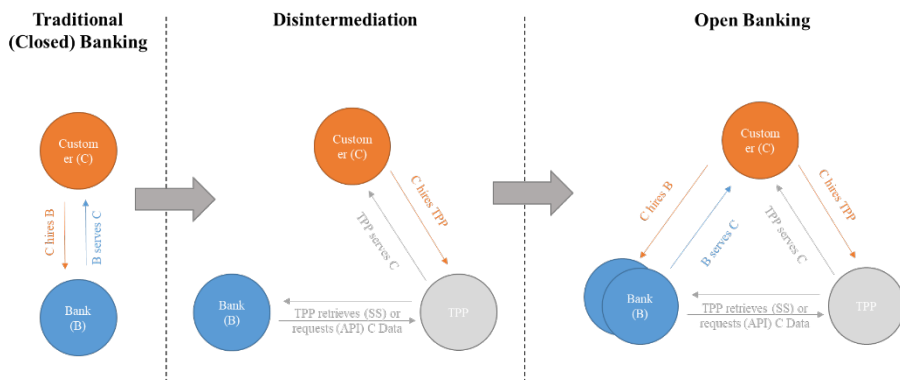 Traditional
(Closed) Banking
Custom
er (C)
C hires B
B serves C
Bank
(B)
Disintermediation
Custom
er (C)
C hires TPP
TPP serves C
Bank
(B)
TPP retrieves (SS) or
requests (API) C Data
TPP
Open Banking
Custom
er (C)
C hires B
B serves C
C hires TPP
TPP serves C
Bank
(B)
TPP retrieves (SS) or
requests (API) C Data
TPP